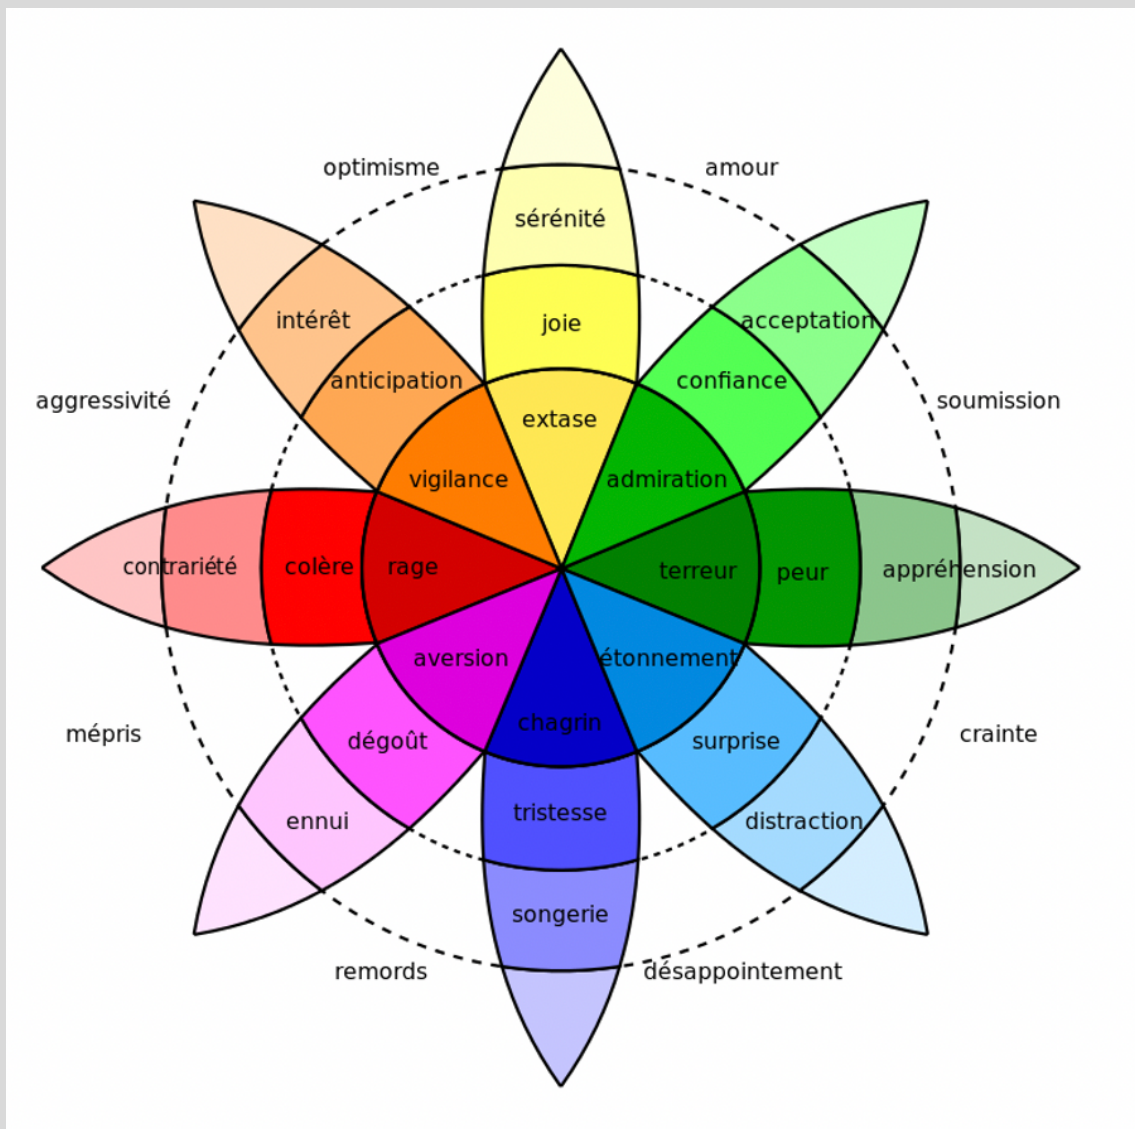 optimisme
amour
sérénité
intérêt
acceptation
joie
anticipation
confiance
aggressivité
soumission
extase
vigilance
admiration
contrariété
colère
rage
terreur
peur
appréhension
aversion
étonnement
chagrin
mépris
crainte
dégoût
surprise
tristesse
ennui
distraction
songerie
remords
désappointement